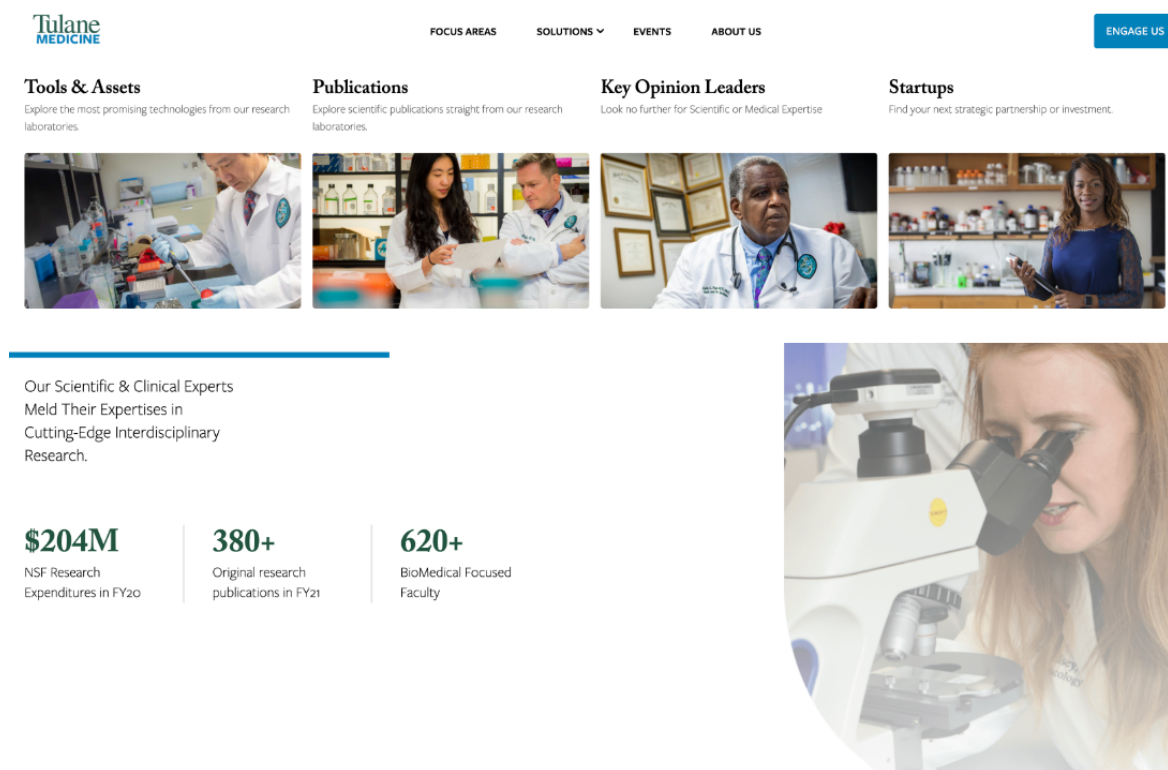 Tulane
MEDICINE
FOCUS AREAS
SOLUTIONS
EVENTS
ABOUT US
ENGAGE US
Tools & Assets
Explore the most promising technologies from our research
laboratories.
Publications
Explore scientific publications straight from our research
laboratories.
Key Opinion Leaders
Look no further for Scientific or Medical Expertise
Startups
Find your next strategic partnership or investment.
Our Scientific & Clinical Experts
Meld Their Expertises in
Cutting-Edge Interdisciplinary
Research.
$204M
NSF Research
Expenditures in FY20
380+
Original research
publications in FY21
620+
BioMedical Focused
Faculty